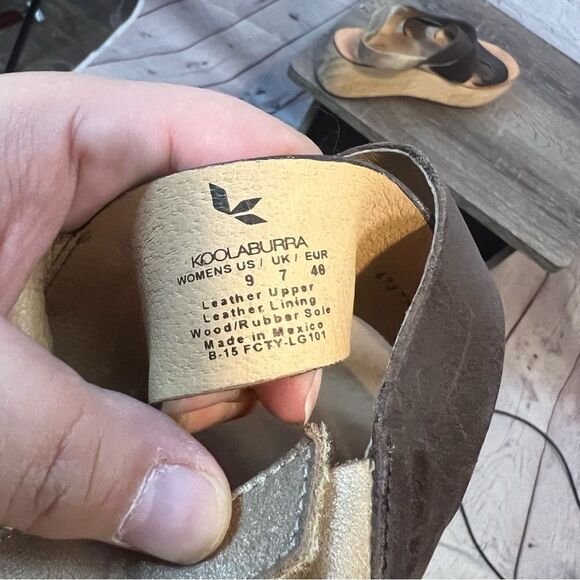 KOOLABURRA
WOMENS US / UK / EUR
9 7 40
Leather Upper
Leather Lining
Wood/Rubber Sole
Made in Mexico
B-15 FCTY-LG101